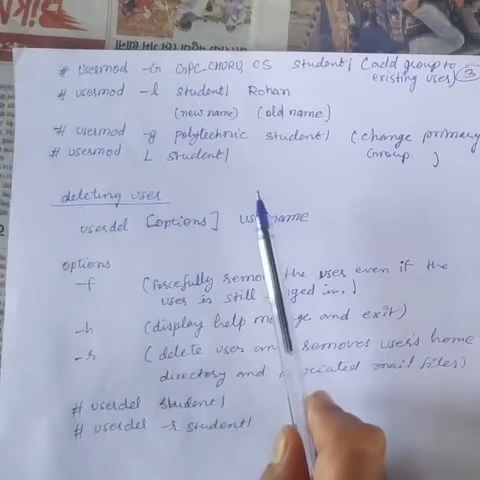 # usermod -G GPC-CHURU, CS student1 (add group to
existing user) 3
# usermod -l student1 Rohan
(new name) (old name)
# usermod -g polytechnic student1 (change primary
Group )
# usermod L student1
deleting user
userdel [options] username
options
-f (forcefully remove the user even if the
user is still logged in.)
-h (display help message and exit)
-r (delete user and removes user's home
directory and associated mail files)
# userdel student1
# userdel -r student1